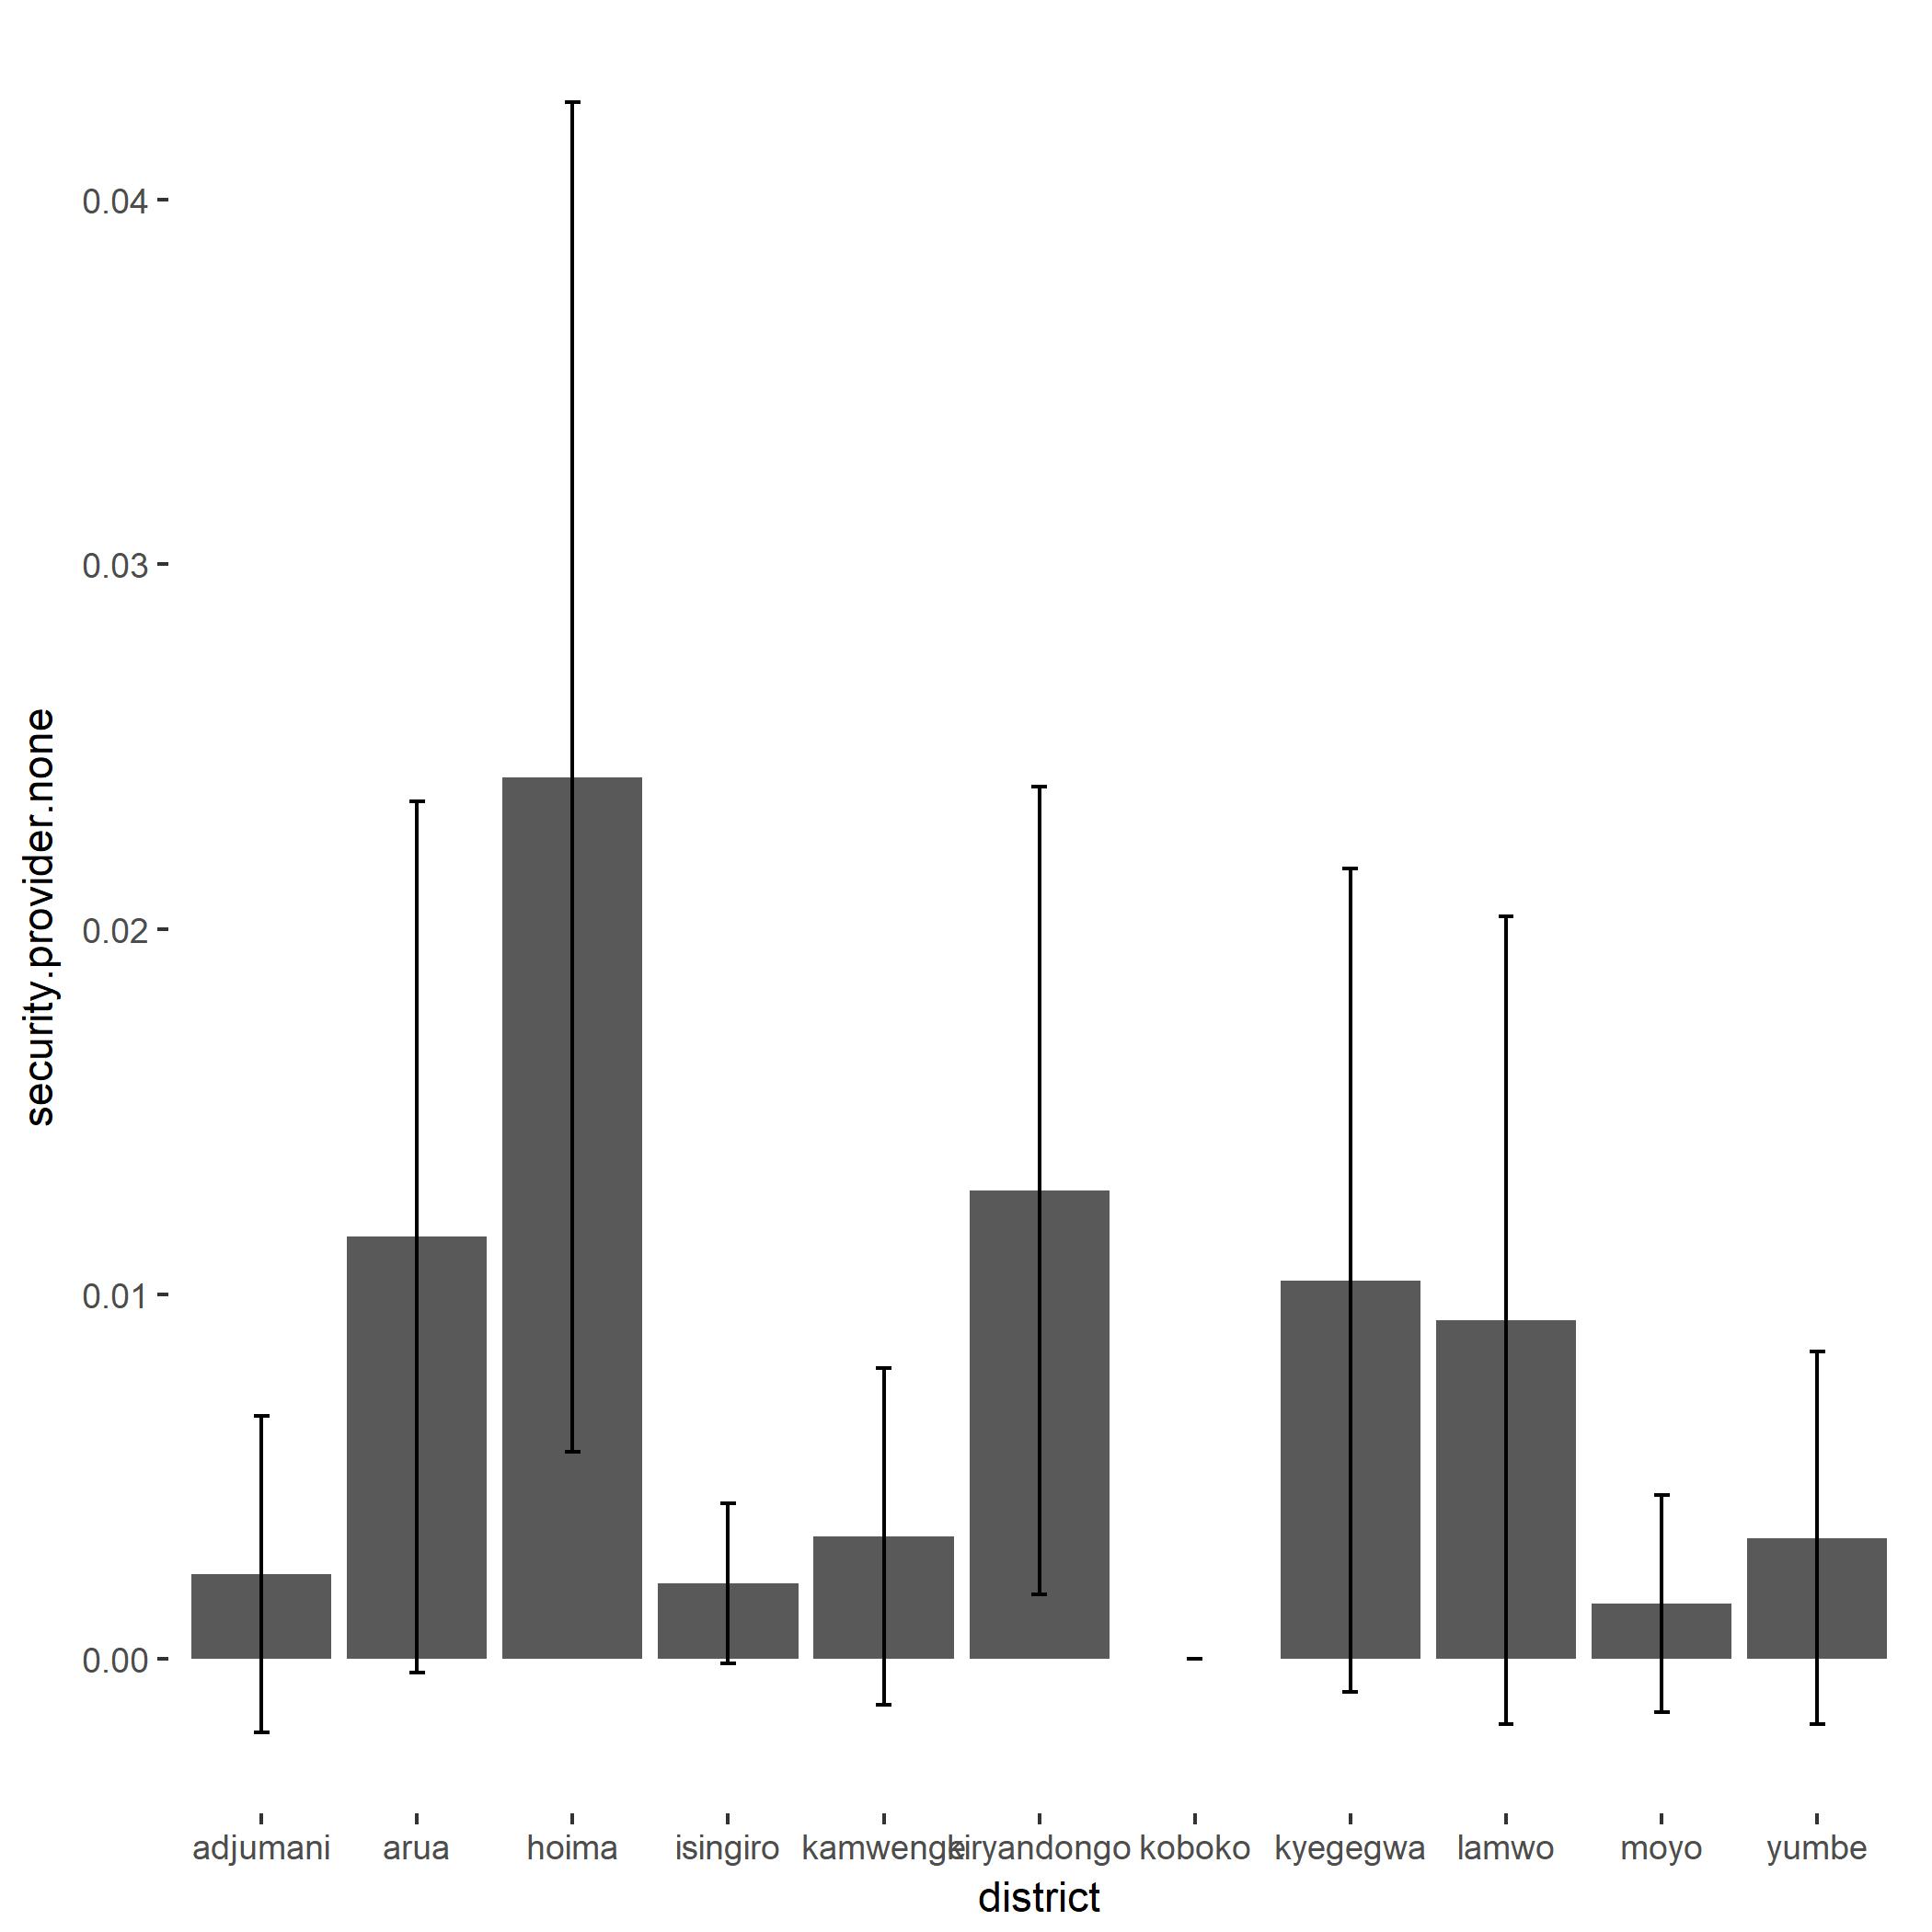 0.04
0.03
0.02
0.01
0.00
security.provider.none
adjumani arua hoima isingiro kamwenge kiryandongo koboko kyegegwa lamwo moyo yumbe
district